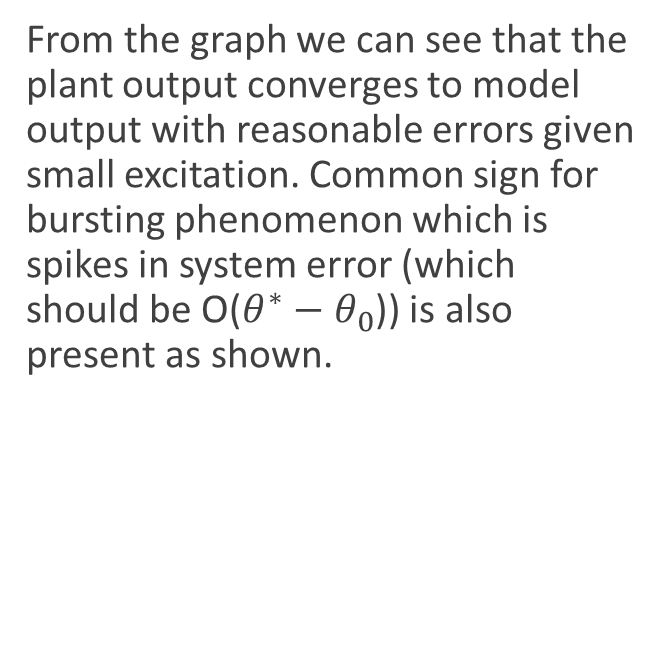 From the graph we can see that the
plant output converges to model
output with reasonable errors given
small excitation. Common sign for
bursting phenomenon which is
spikes in system error (which
should be O(𝜃* − 𝜃₀)) is also
present as shown.